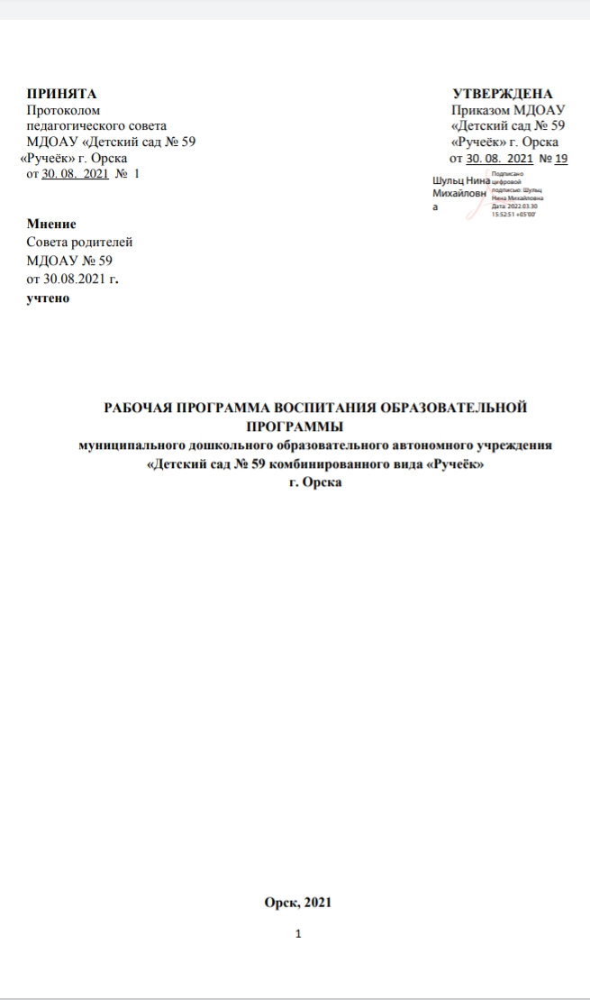 ПРИНЯТА
Протоколом
педагогического совета
МДОАУ «Детский сад № 59
«Ручеёк» г. Орска
от 30. 08. 2021 № 1
УТВЕРЖДЕНА
Приказом МДОАУ
«Детский сад № 59
«Ручеёк» г. Орска
от 30. 08. 2021 № 19
Шульц Нина
Михайловн
а
Подписано
цифровой
подписью: Шульц
Нина Михайловна
Дата: 2022.03.30
15:52:51 +05'00'
Мнение
Совета родителей
МДОАУ № 59
от 30.08.2021 г.
учтено
РАБОЧАЯ ПРОГРАММА ВОСПИТАНИЯ ОБРАЗОВАТЕЛЬНОЙ
ПРОГРАММЫ
муниципального дошкольного образовательного автономного учреждения
«Детский сад № 59 комбинированного вида «Ручеёк»
г. Орска
Орск, 2021
1